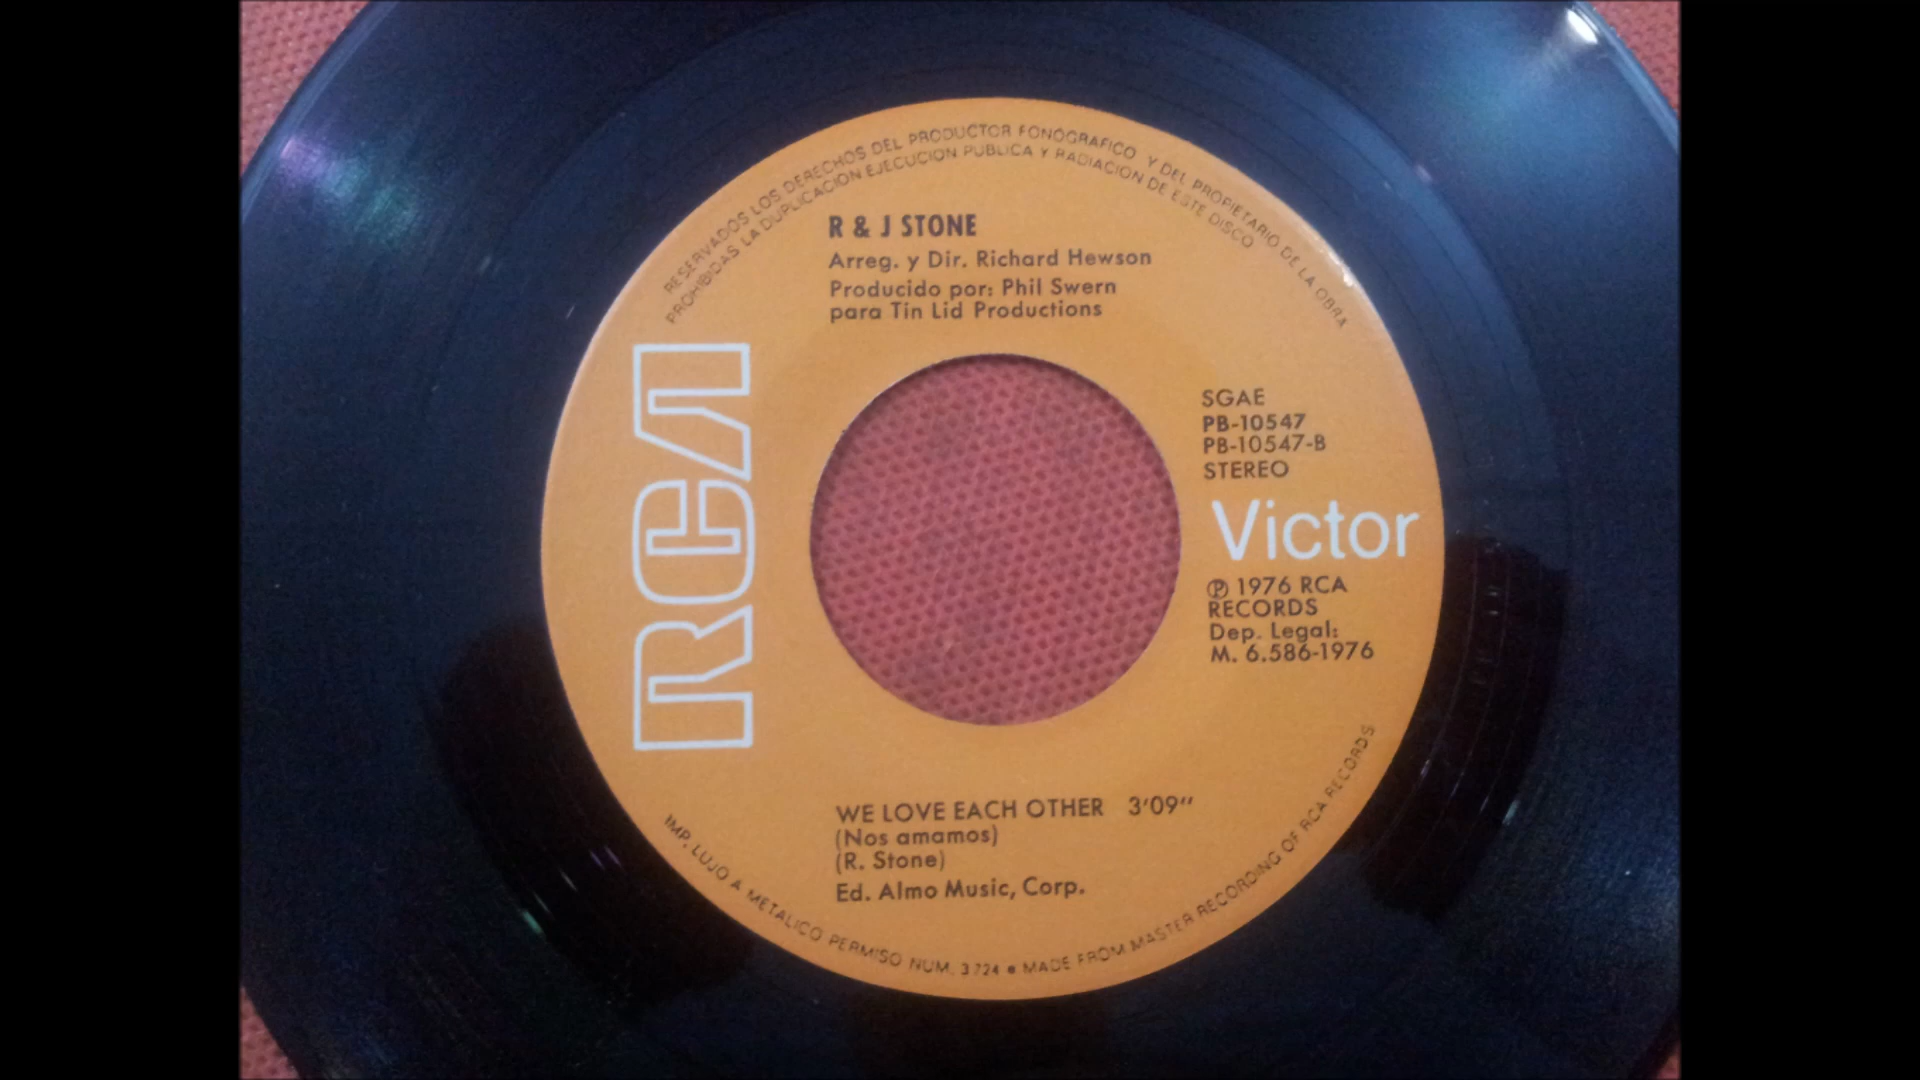 RESERVADOS LOS DERECHOS DEL PRODUCTOR FONOGRAFICO Y DEL PROPIETARIO DE LA OBRA
PROHIBIDAS LA DUPLICACION EJECUCION PUBLICA Y RADIACION DE ESTE DISCO
R & J STONE
Arreg. y Dir. Richard Hewson
Producido por: Phil Swern
para Tin Lid Productions
RCA
SGAE
PB-10547
PB-10547-B
STEREO
Victor
℗ 1976 RCA
RECORDS
Dep. Legal:
M. 6.586-1976
WE LOVE EACH OTHER 3'09"
(Nos amamos)
(R. Stone)
Ed. Almo Music, Corp.
IMP. LUJO A METALICO PERMISO NUM. 3724 • MADE FROM MASTER RECORDING OF RCA RECORDS